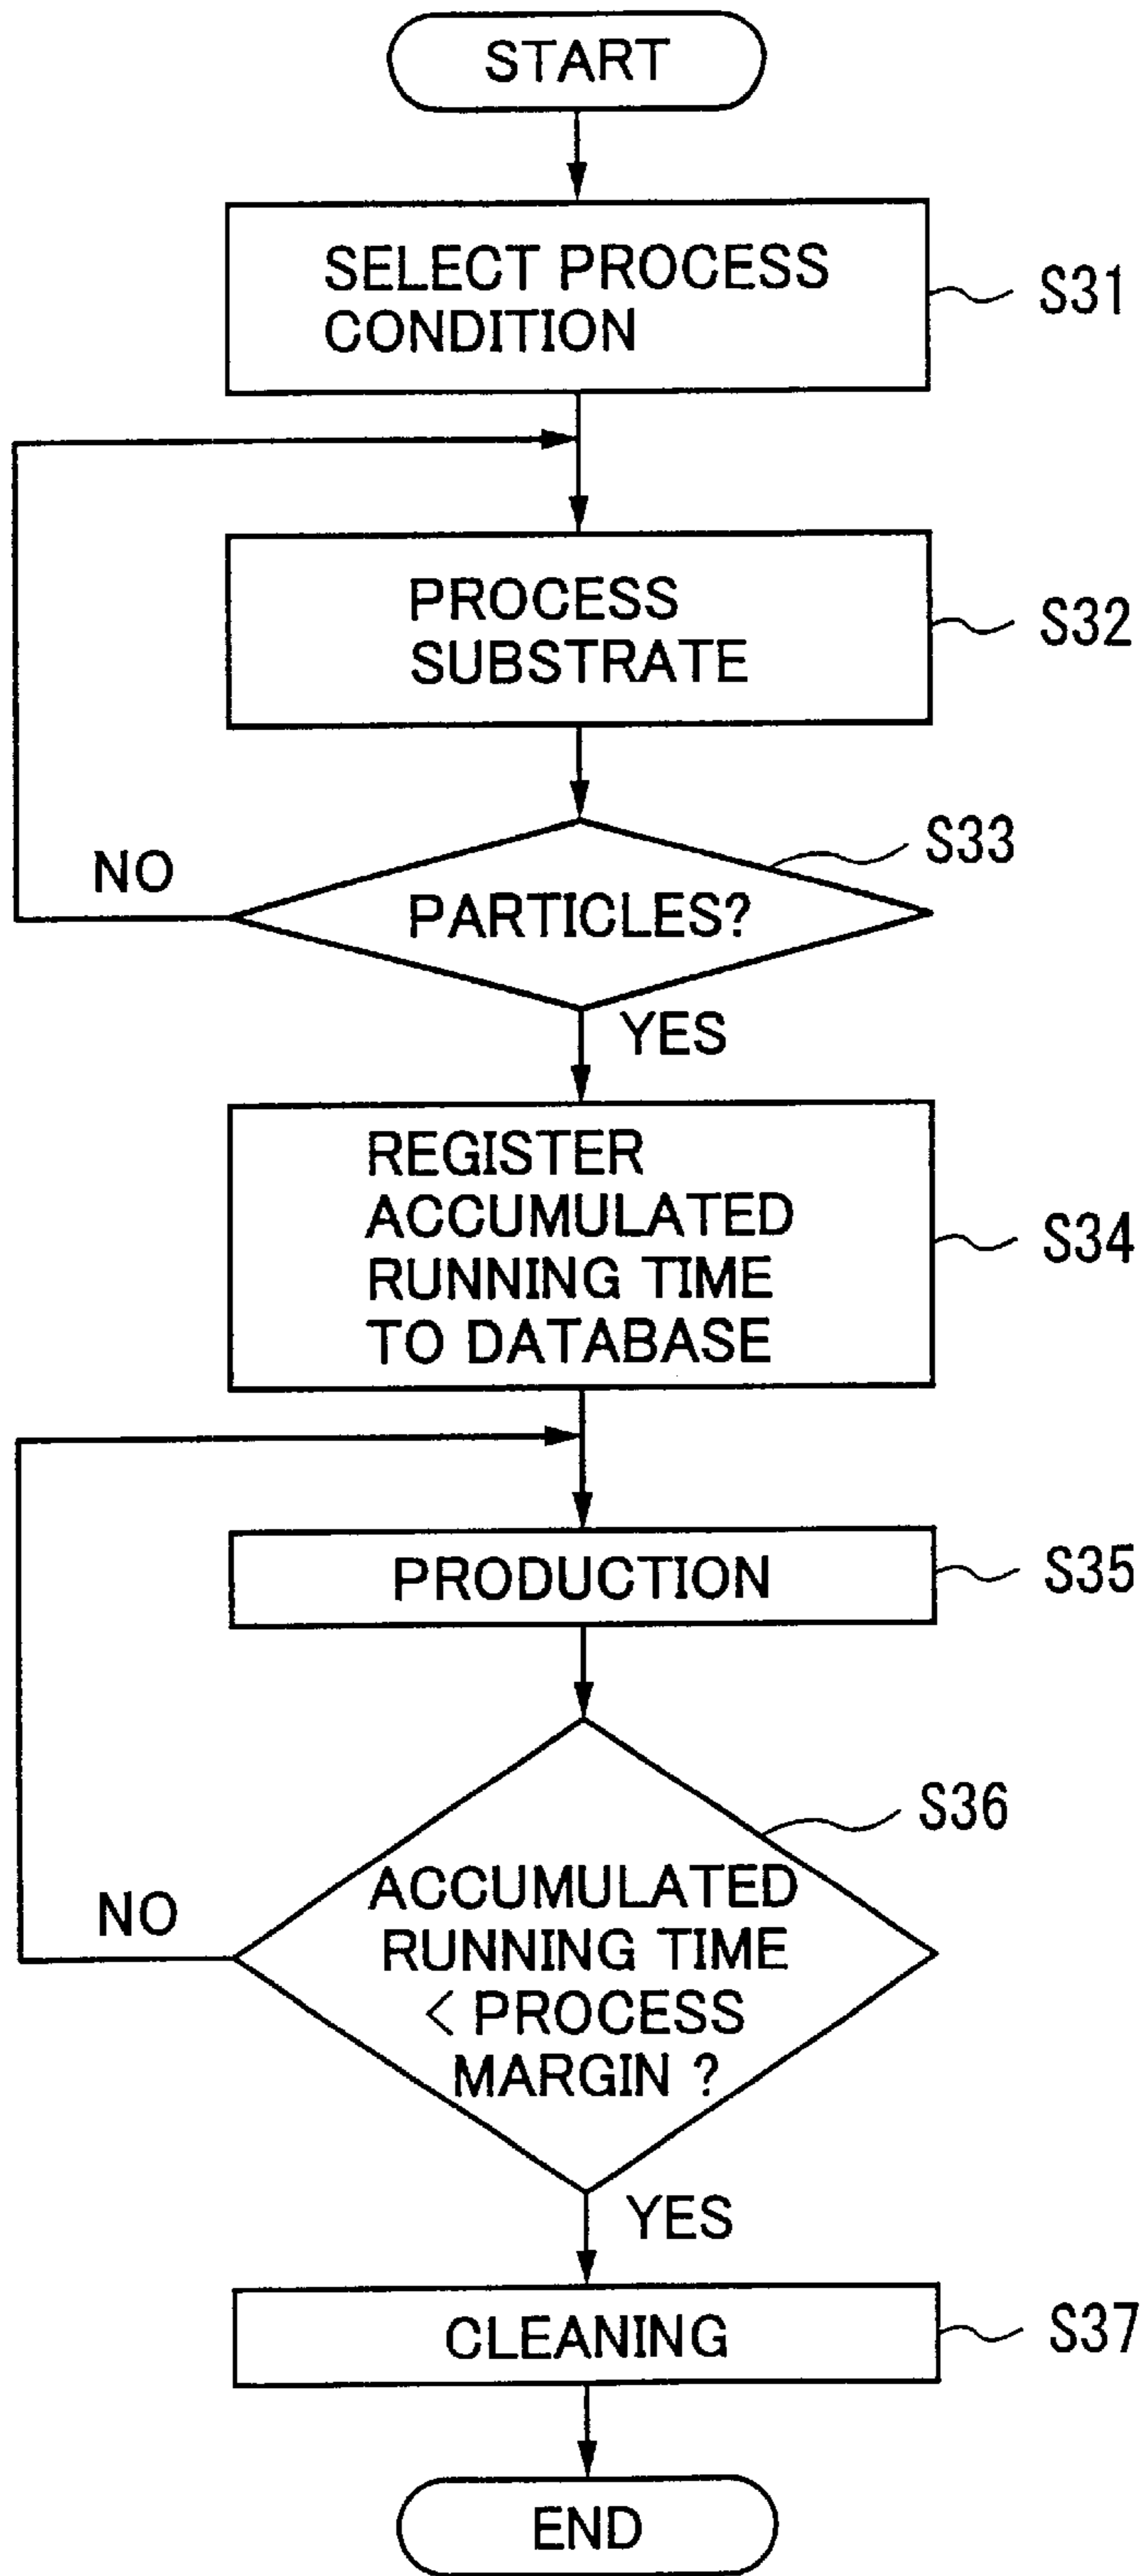 START
SELECT PROCESS
CONDITION
S31
PROCESS
SUBSTRATE
S32
S33
NO
PARTICLES?
YES
REGISTER
ACCUMULATED
RUNNING TIME
TO DATABASE
S34
PRODUCTION
S35
S36
NO
ACCUMULATED
RUNNING TIME
< PROCESS
MARGIN ?
YES
CLEANING
S37
END